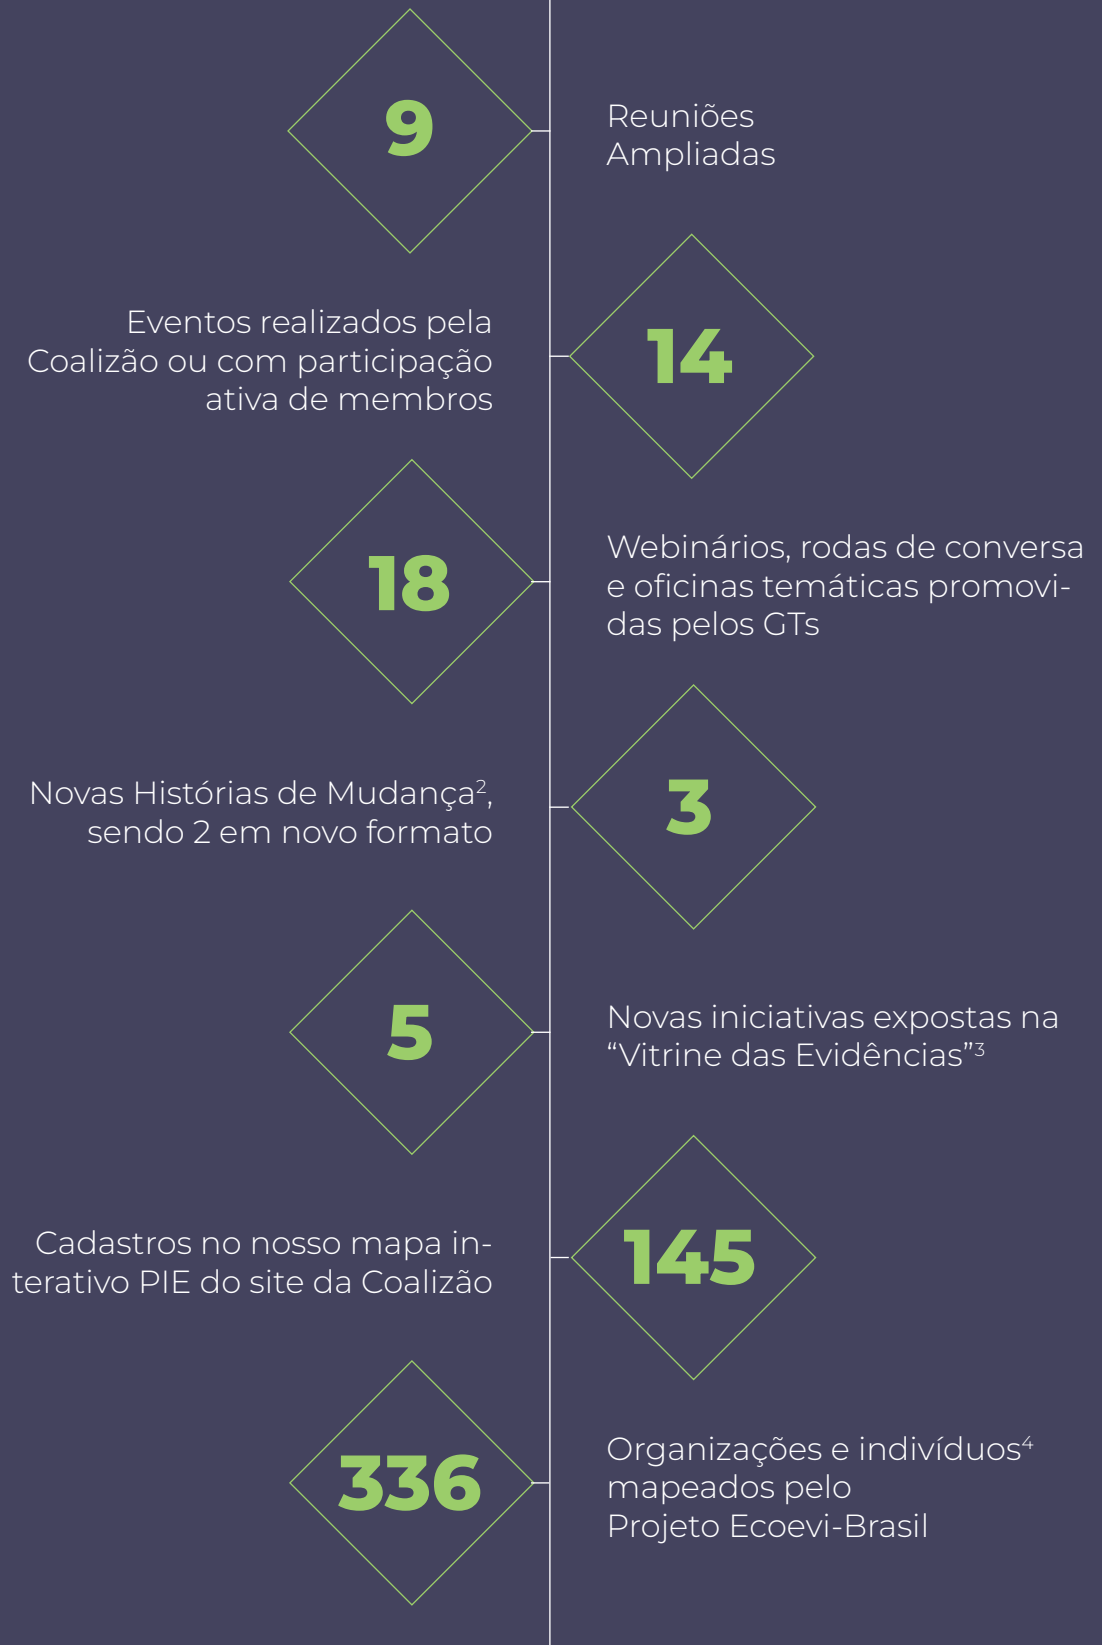 9
Reuniões
Ampliadas
Eventos realizados pela
Coalizão ou com participação
ativa de membros
14
18
Webinários, rodas de conversa
e oficinas temáticas promovi-
das pelos GTs
Novas Histórias de Mudança²,
sendo 2 em novo formato
3
5
Novas iniciativas expostas na
“Vitrine das Evidências”³
Cadastros no nosso mapa in-
terativo PIE do site da Coalizão
145
336
Organizações e indivíduos⁴
mapeados pelo
Projeto Ecoevi-Brasil